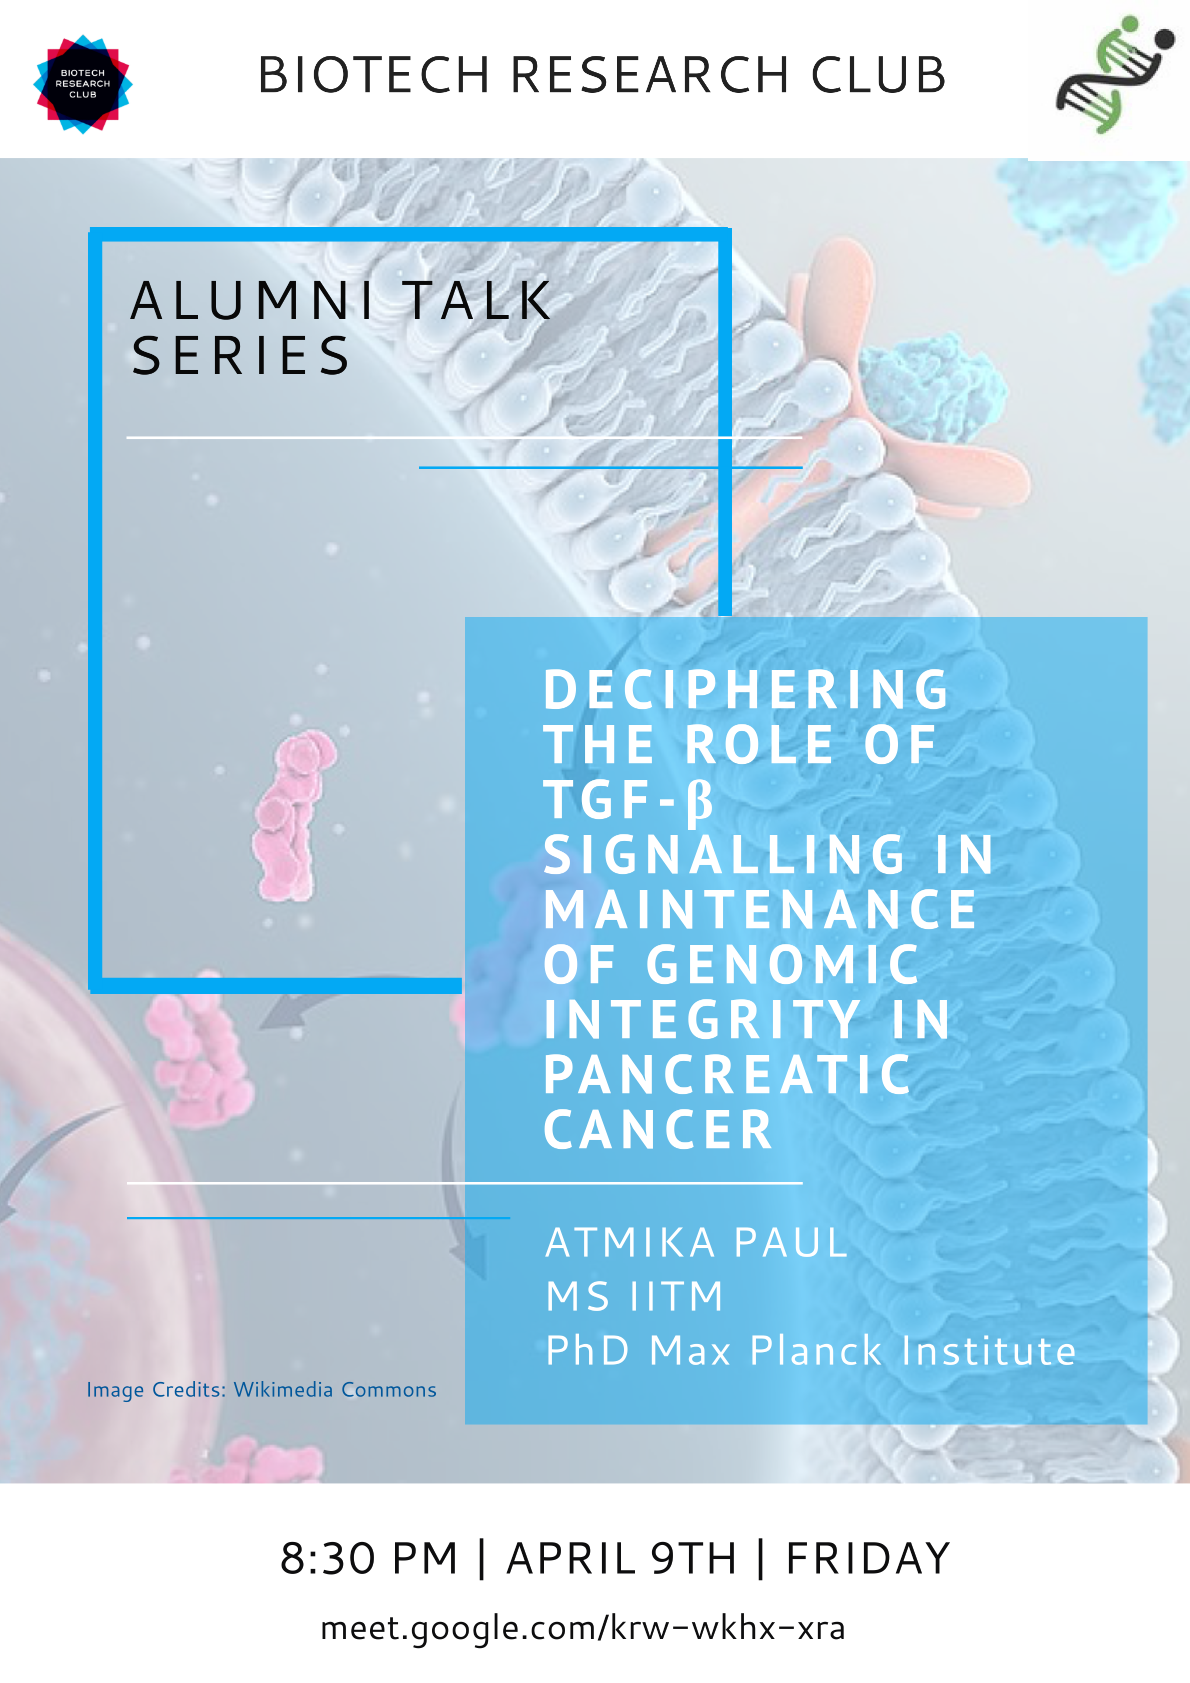 BIOTECH
RESEARCH
CLUB
BIOTECH RESEARCH CLUB
ALUMNI TALK
SERIES
DECIPHERING
THE ROLE OF
TGF-β
SIGNALLING IN
MAINTENANCE
OF GENOMIC
INTEGRITY IN
PANCREATIC
CANCER
ATMIKA PAUL
MS IITM
PhD Max Planck Institute
Image Credits: Wikimedia Commons
8:30 PM | APRIL 9TH | FRIDAY
meet.google.com/krw-wkhx-xra